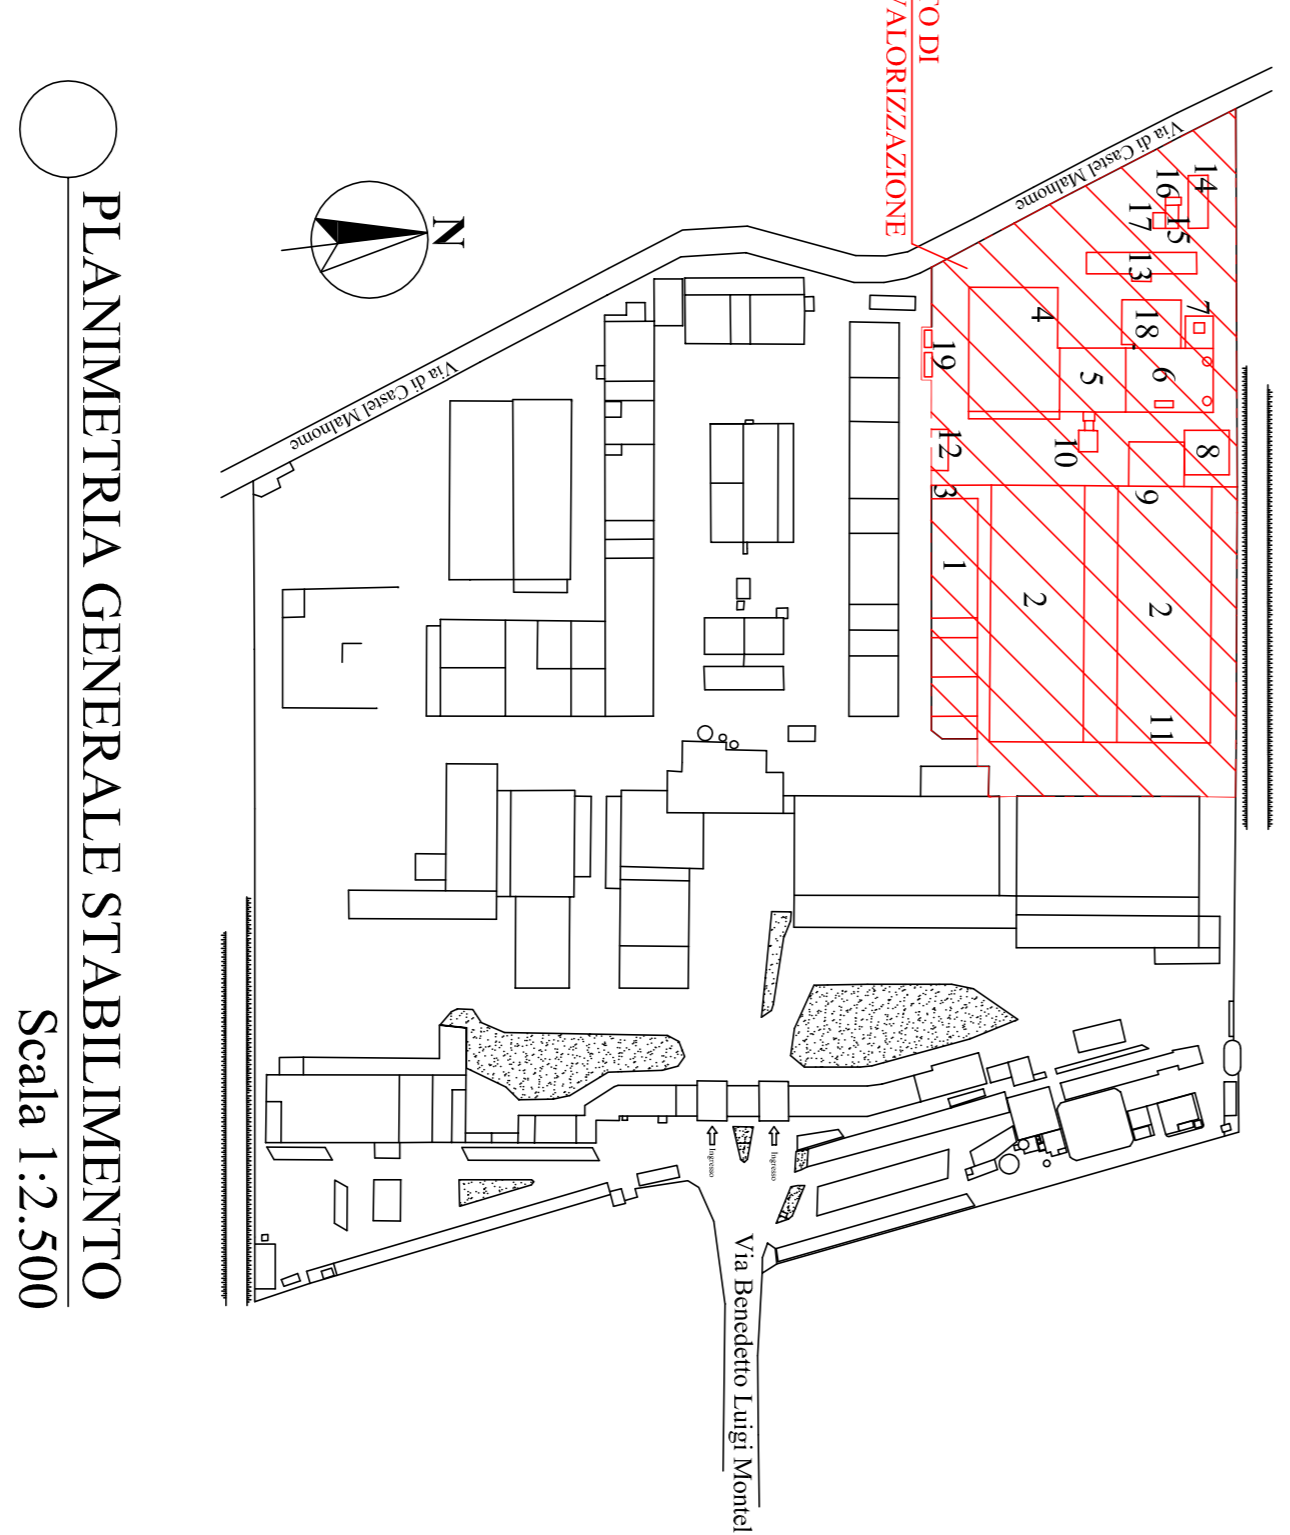 TO DI
VALORIZZAZIONE
Via di Castel Malnome
Via di Castel Malnome
N
14
16
15
17
13
7
18
4
6
5
19
8
10
12
9
3
1
2
2
11
Ingresso
Ingresso
Via Benedetto Luigi Montel
PLANIMETRIA GENERALE STABILIMENTO
Scala 1:2.500